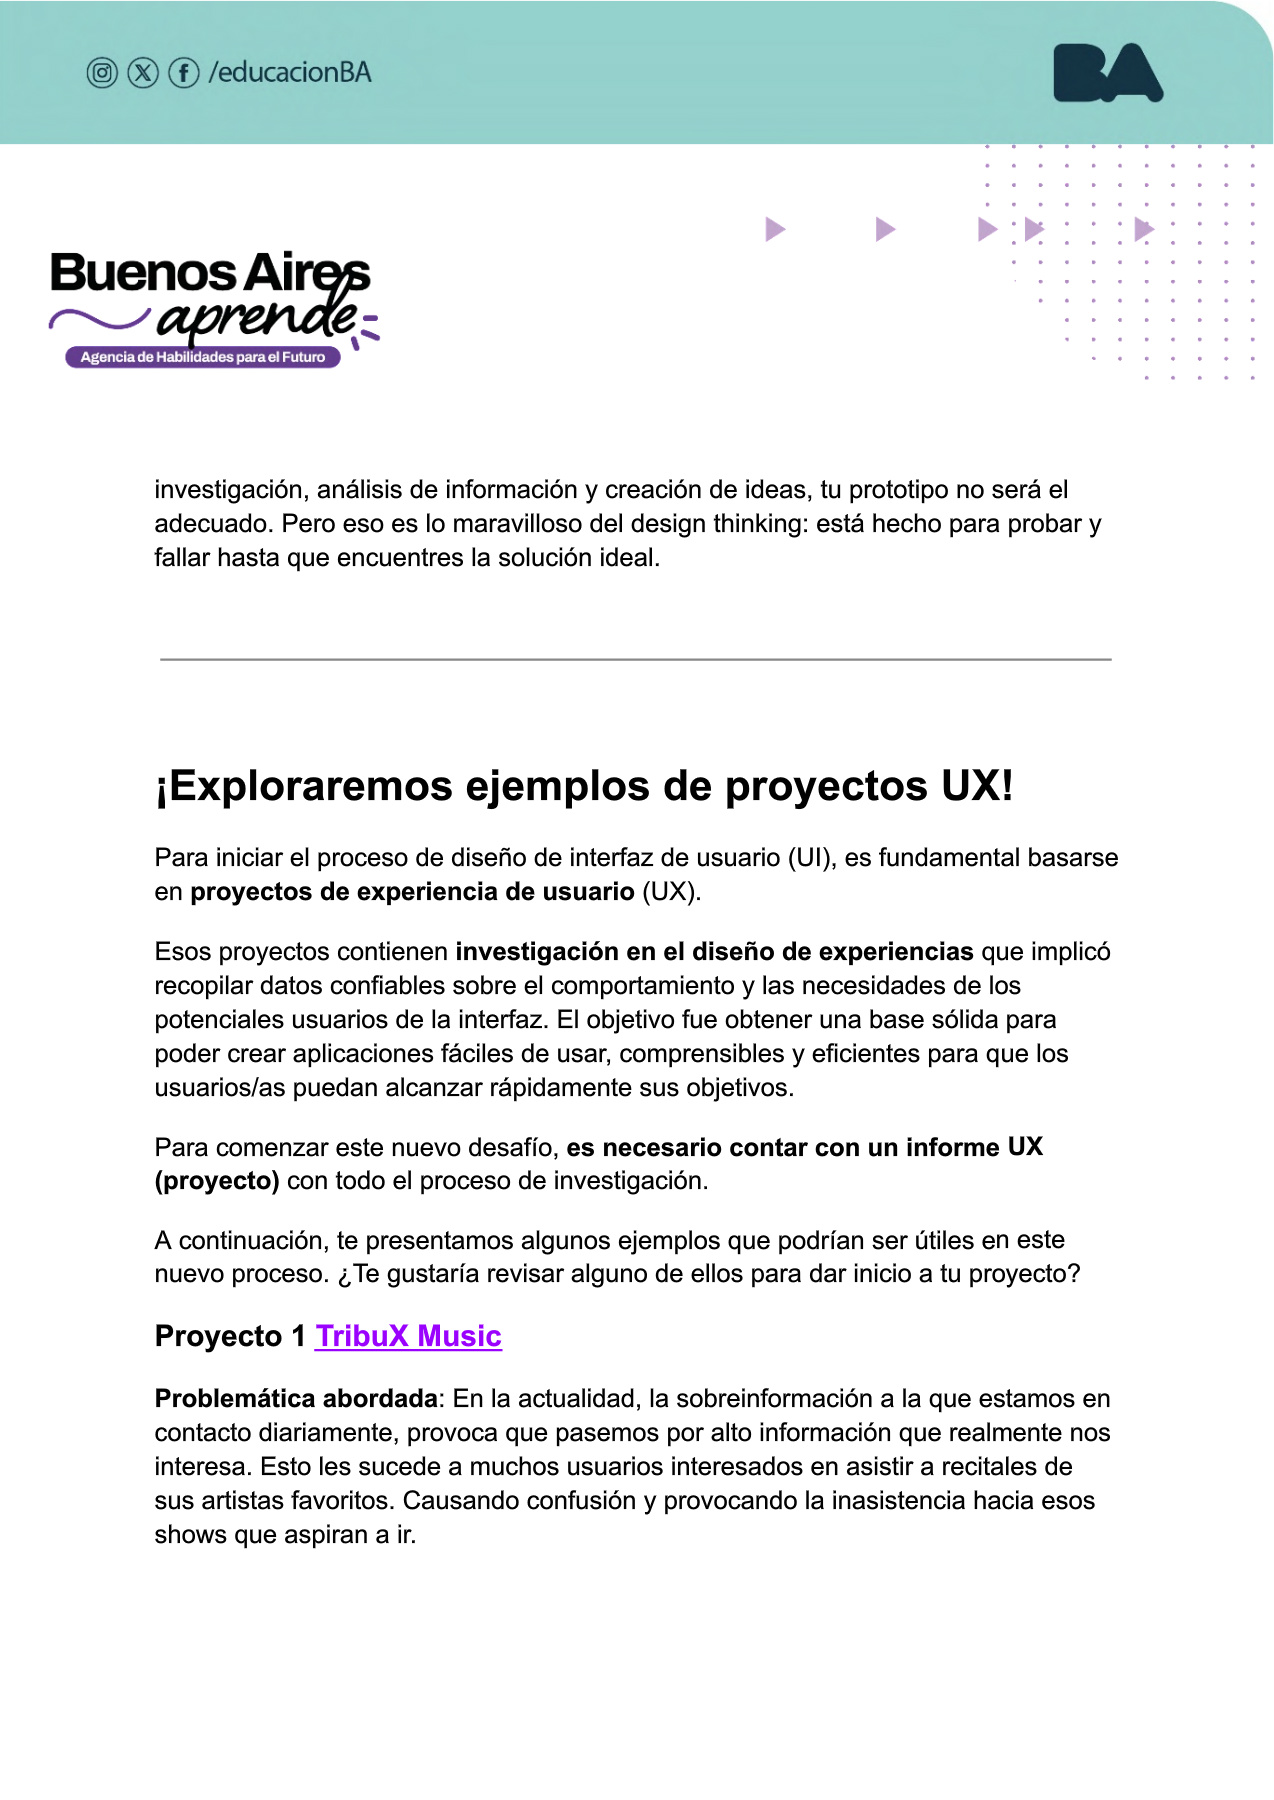 /educacionBA
BA
Buenos Aires
aprende
Agencia de Habilidades para el Futuro
investigación, análisis de información y creación de ideas, tu prototipo no será el
adecuado. Pero eso es lo maravilloso del design thinking: está hecho para probar y
fallar hasta que encuentres la solución ideal.
¡Exploraremos ejemplos de proyectos UX!
Para iniciar el proceso de diseño de interfaz de usuario (UI), es fundamental basarse
en proyectos de experiencia de usuario (UX).
Esos proyectos contienen investigación en el diseño de experiencias que implicó
recopilar datos confiables sobre el comportamiento y las necesidades de los
potenciales usuarios de la interfaz. El objetivo fue obtener una base sólida para
poder crear aplicaciones fáciles de usar, comprensibles y eficientes para que los
usuarios/as puedan alcanzar rápidamente sus objetivos.
Para comenzar este nuevo desafío, es necesario contar con un informe UX
(proyecto) con todo el proceso de investigación.
A continuación, te presentamos algunos ejemplos que podrían ser útiles en este
nuevo proceso. ¿Te gustaría revisar alguno de ellos para dar inicio a tu proyecto?
Proyecto 1 TribuX Music
Problemática abordada: En la actualidad, la sobreinformación a la que estamos en
contacto diariamente, provoca que pasemos por alto información que realmente nos
interesa. Esto les sucede a muchos usuarios interesados en asistir a recitales de
sus artistas favoritos. Causando confusión y provocando la inasistencia hacia esos
shows que aspiran a ir.